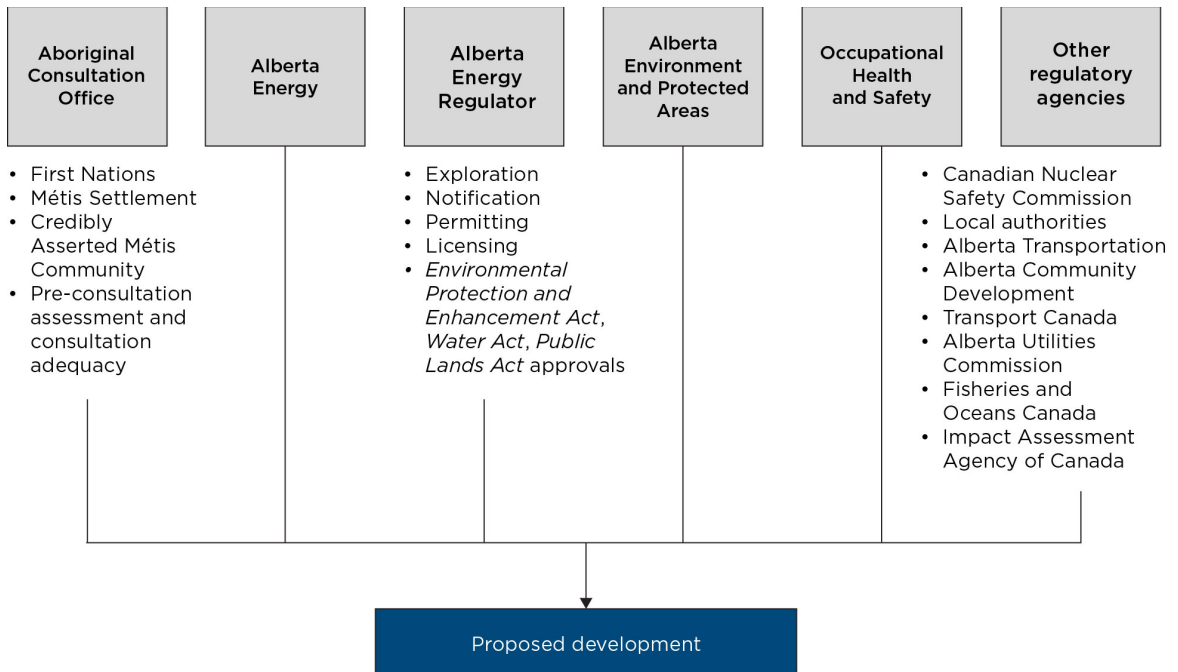 Aboriginal
Consultation
Office
Alberta
Energy
Alberta
Energy
Regulator
Alberta
Environment
and Protected
Areas
Occupational
Health
and Safety
Other
regulatory
agencies
• First Nations
• Métis Settlement
• Credibly
Asserted Métis
Community
• Pre-consultation
assessment and
consultation
adequacy
• Exploration
• Notification
• Permitting
• Licensing
• Environmental
Protection and
Enhancement Act,
Water Act, Public
Lands Act approvals
• Canadian Nuclear
Safety Commission
• Local authorities
• Alberta Transportation
• Alberta Community
Development
• Transport Canada
• Alberta Utilities
Commission
• Fisheries and
Oceans Canada
• Impact Assessment
Agency of Canada
Proposed development